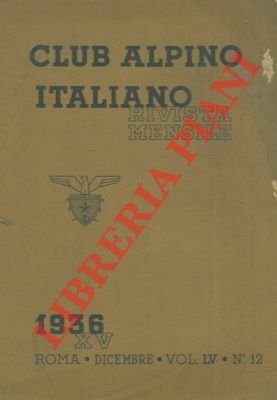 CLUB ALPINO
ITALIANO
RIVISTA
MENSILE
LIBRERIA PIANI
1936
XV
ROMA • DICEMBRE • VOL. LV • N° 12